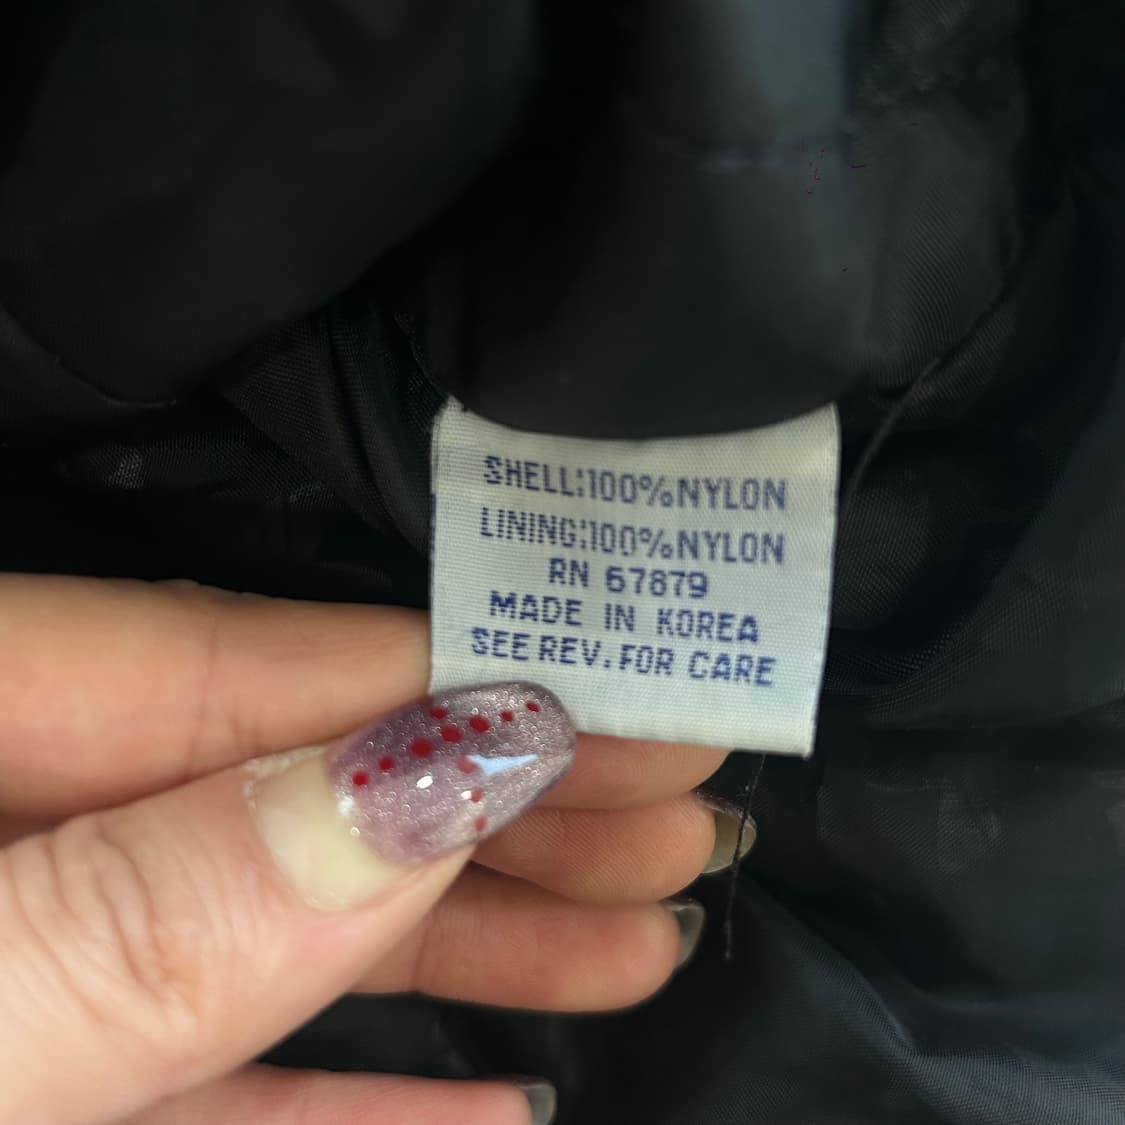 SHELL:100%NYLON
LINING:100%NYLON
RN 67879
MADE IN KOREA
SEE REV. FOR CARE